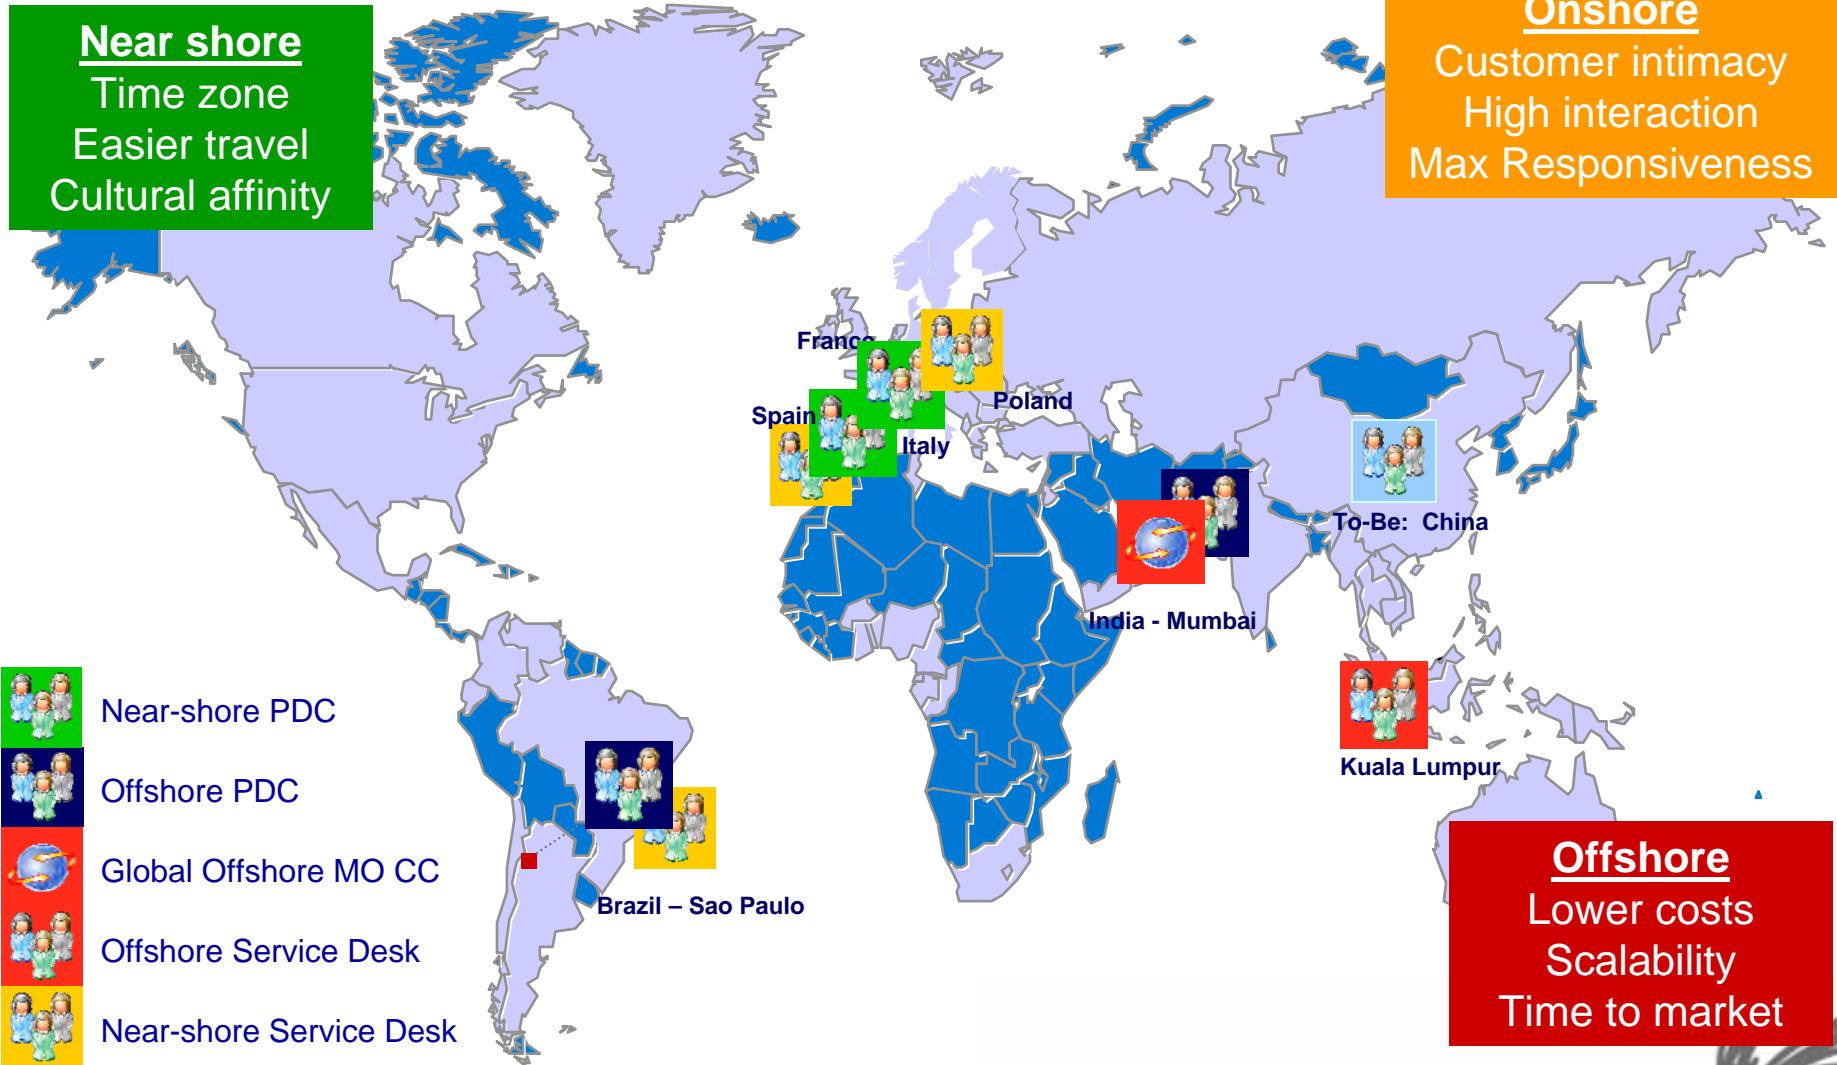 Near shore
Time zone
Easier travel
Cultural affinity
Onshore
Customer intimacy
High interaction
Max Responsiveness
France
Poland
Spain
Italy
To-Be: China
India - Mumbai
Kuala Lumpur
Brazil – Sao Paulo
Near-shore PDC
Offshore PDC
Global Offshore MO CC
Offshore Service Desk
Near-shore Service Desk
Offshore
Lower costs
Scalability
Time to market